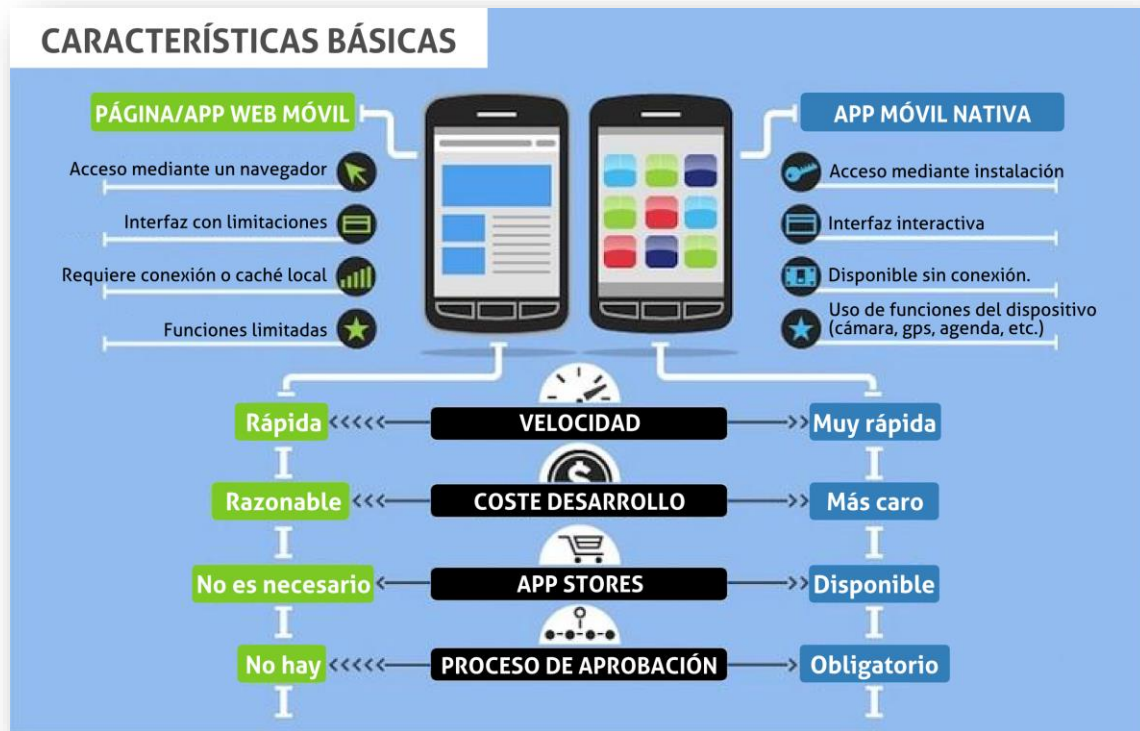 CARACTERÍSTICAS BÁSICAS
PÁGINA/APP WEB MÓVIL
Acceso mediante un navegador
Interfaz con limitaciones
Requiere conexión o caché local
Funciones limitadas
APP MÓVIL NATIVA
Acceso mediante instalación
Interfaz interactiva
Disponible sin conexión.
Uso de funciones del dispositivo
(cámara, gps, agenda, etc.)
Rápida <<<<< VELOCIDAD >> Muy rápida
Razonable <<< COSTE DESARROLLO >> Más caro
No es necesario < APP STORES >> Disponible
No hay <<<<< PROCESO DE APROBACIÓN > Obligatorio